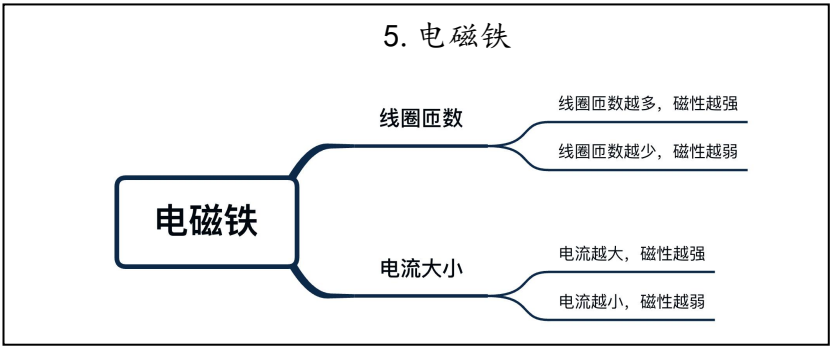 5. 电磁铁
电磁铁
线圈匝数
线圈匝数越多，磁性越强
线圈匝数越少，磁性越弱
电流大小
电流越大，磁性越强
电流越小，磁性越弱